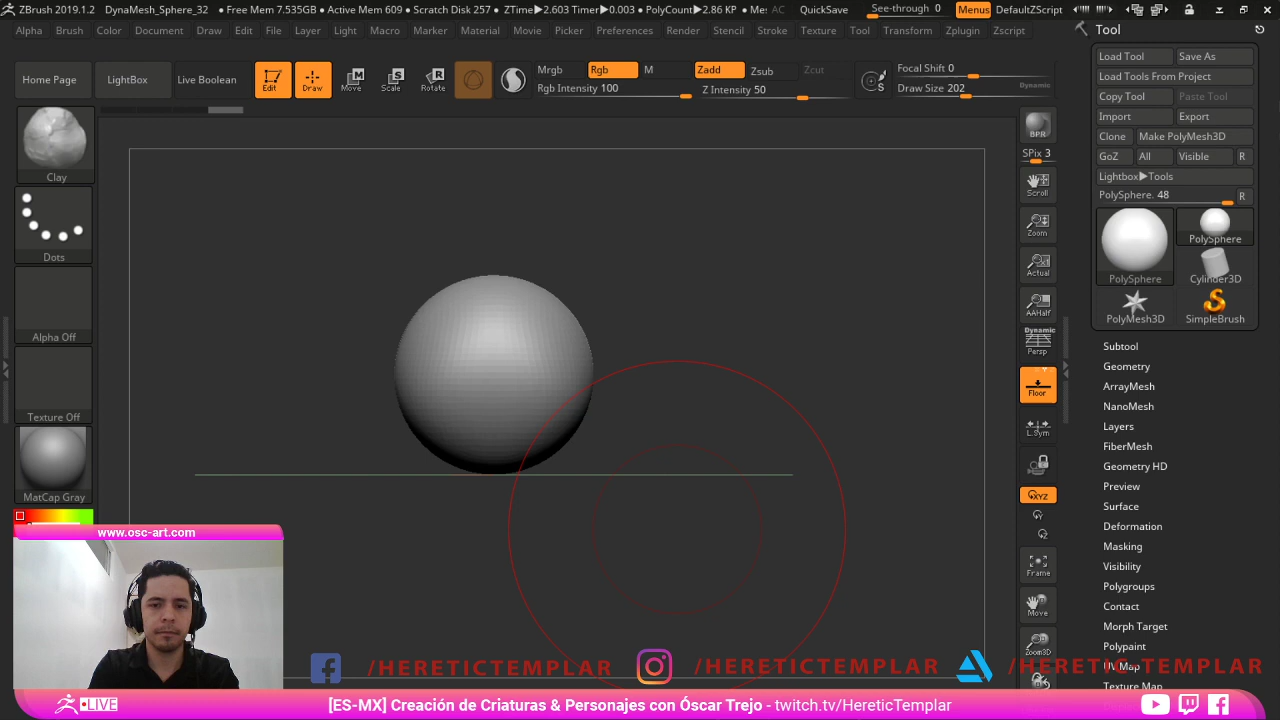 ZBrush 2019.1.2 DynaMesh_Sphere_32 • Free Mem 7.535GB • Active Mem 609 • Scratch Disk 257 • ZTime▶2.603 Timer▶0.003 • PolyCount▶2.86 KP • Me: AC QuickSave See-through 0 Menus DefaultZScript
Alpha Brush Color Document Draw Edit File Layer Light Macro Marker Material Movie Picker Preferences Render Stencil Stroke Texture Tool Transform Zplugin Zscript
Home Page LightBox Live Boolean Edit Draw Move Scale Rotate
Mrgb Rgb M Zadd Zsub Zcut
Rgb Intensity 100 Z Intensity 50
Focal Shift 0
Draw Size 202 Dynamic
Clay
Dots
Alpha Off
Texture Off
MatCap Gray
BPR
SPix 3
Scroll
Zoom
Actual
AAHalf
Dynamic
Persp
Floor
L.Sym
XYZ
Y
Z
Frame
Move
Zoom3D
Tool
Load Tool Save As
Load Tools From Project
Copy Tool Paste Tool
Import Export
Clone Make PolyMesh3D
GoZ All Visible R
Lightbox▶Tools
PolySphere. 48 R
PolySphere
PolySphere
Cylinder3D
PolyMesh3D
SimpleBrush
Subtool
Geometry
ArrayMesh
NanoMesh
Layers
FiberMesh
Geometry HD
Preview
Surface
Deformation
Masking
Visibility
Polygroups
Contact
Morph Target
Polypaint
UV Map
Texture Map
www.osc-art.com
/HERETICTEMPLAR /HERETICTEMPLAR /HERETICTEMPLAR
LIVE [ES-MX] Creación de Criaturas & Personajes con Óscar Trejo - twitch.tv/HereticTemplar